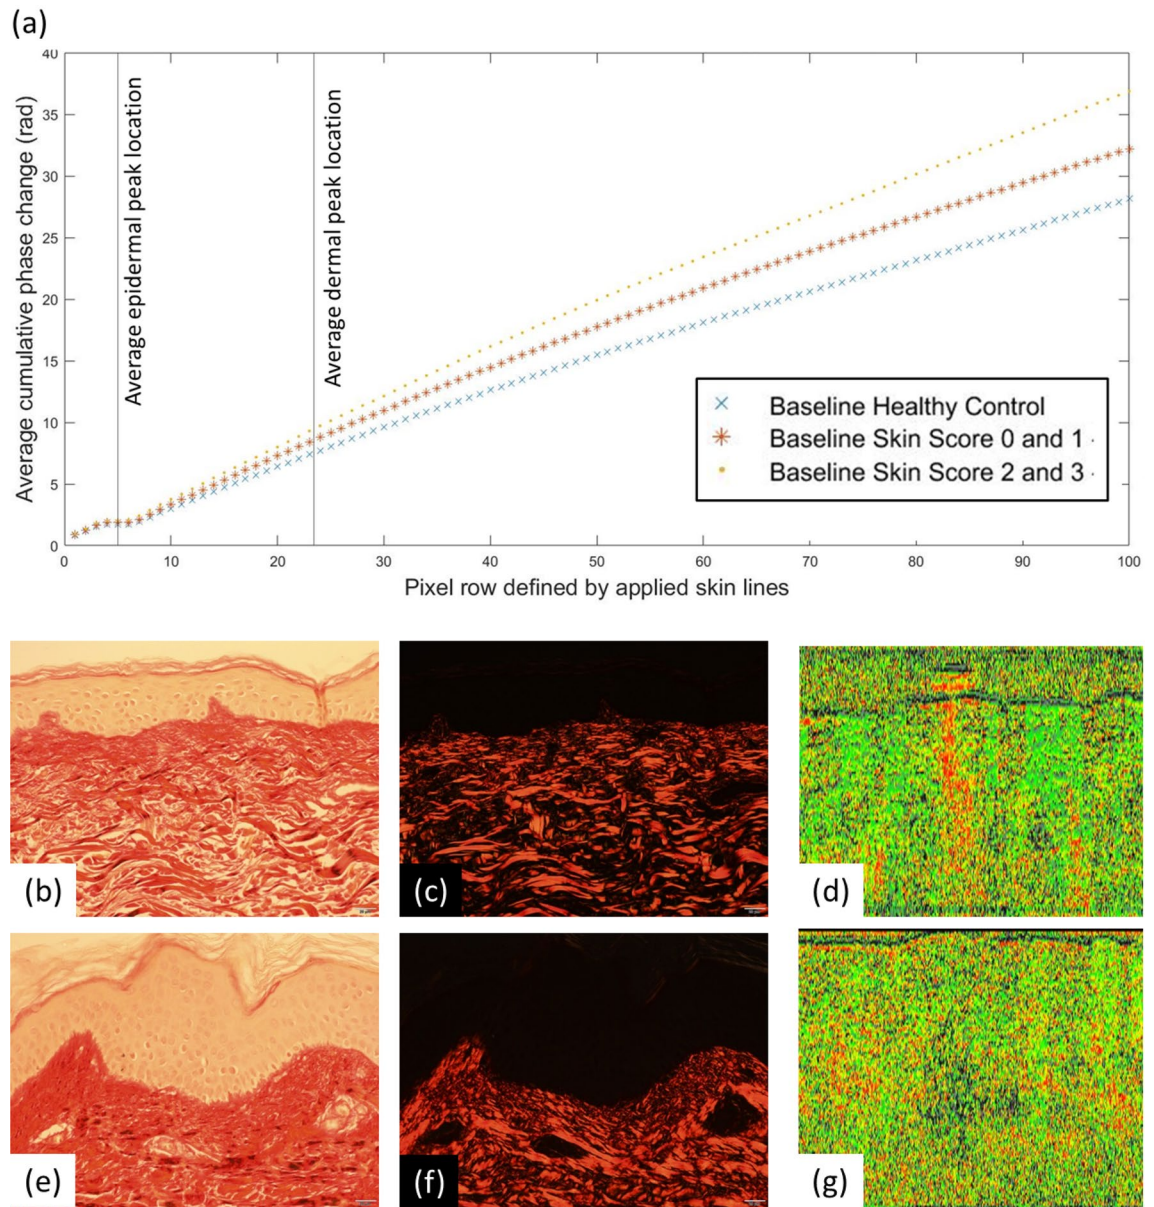 (a)
Average cumulative phase change (rad)
40
35
30
25
20
15
10
5
0
Average epidermal peak location
Average dermal peak location
Baseline Healthy Control
Baseline Skin Score 0 and 1
Baseline Skin Score 2 and 3
0 10 20 30 40 50 60 70 80 90 100
Pixel row defined by applied skin lines
(b) (c) (d)
(e) (f) (g)